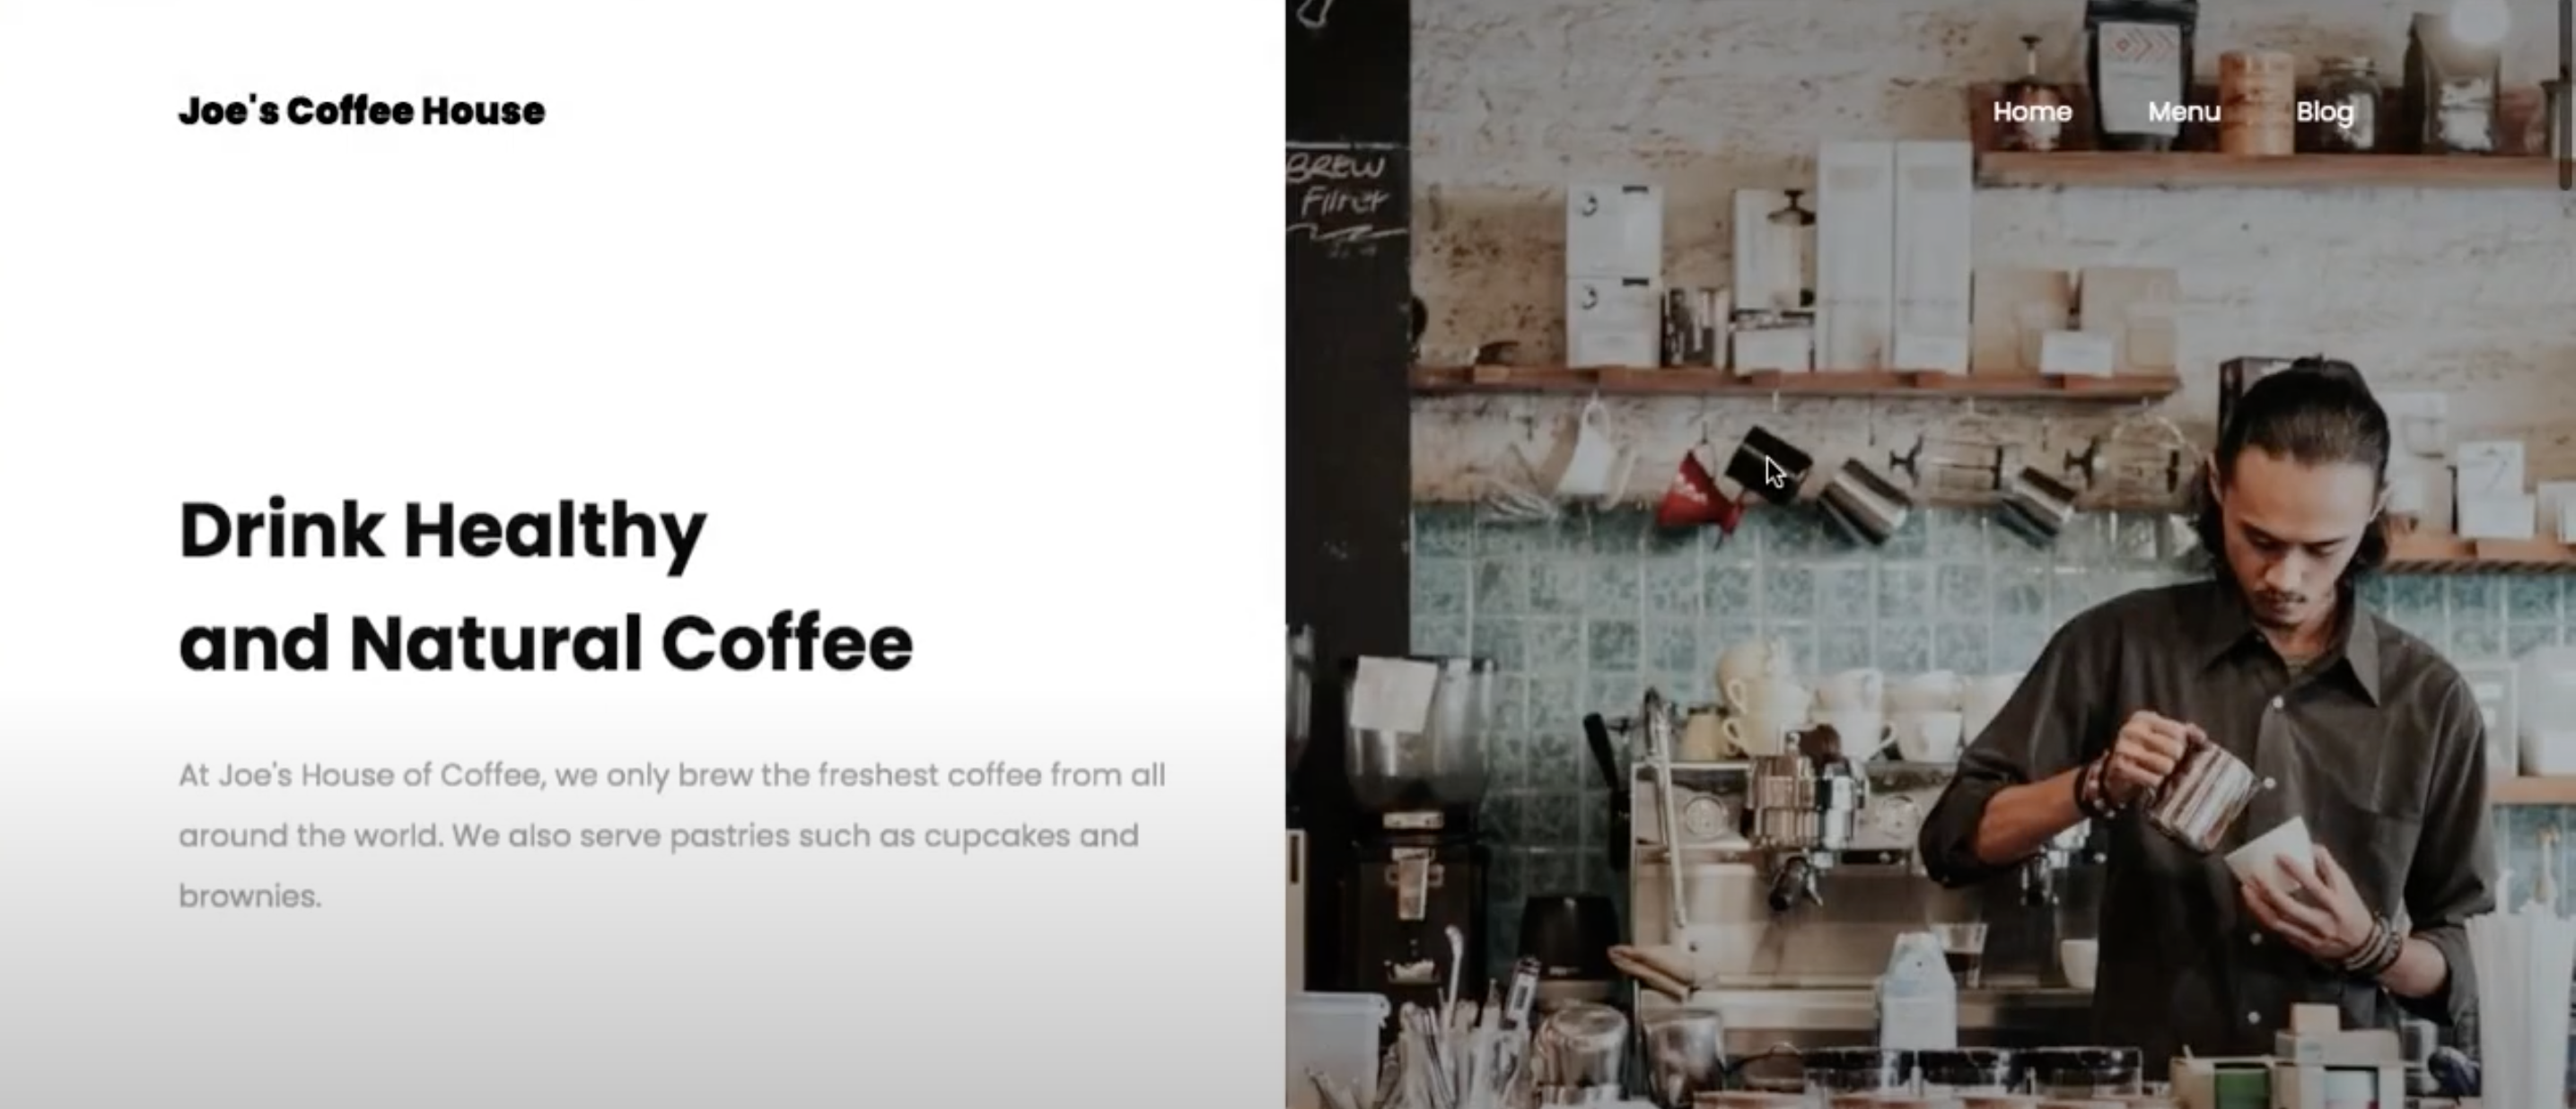 Joe's Coffee House
Home Menu Blog
BREW
Filter
Drink Healthy
and Natural Coffee
At Joe's House of Coffee, we only brew the freshest coffee from all
around the world. We also serve pastries such as cupcakes and
brownies.